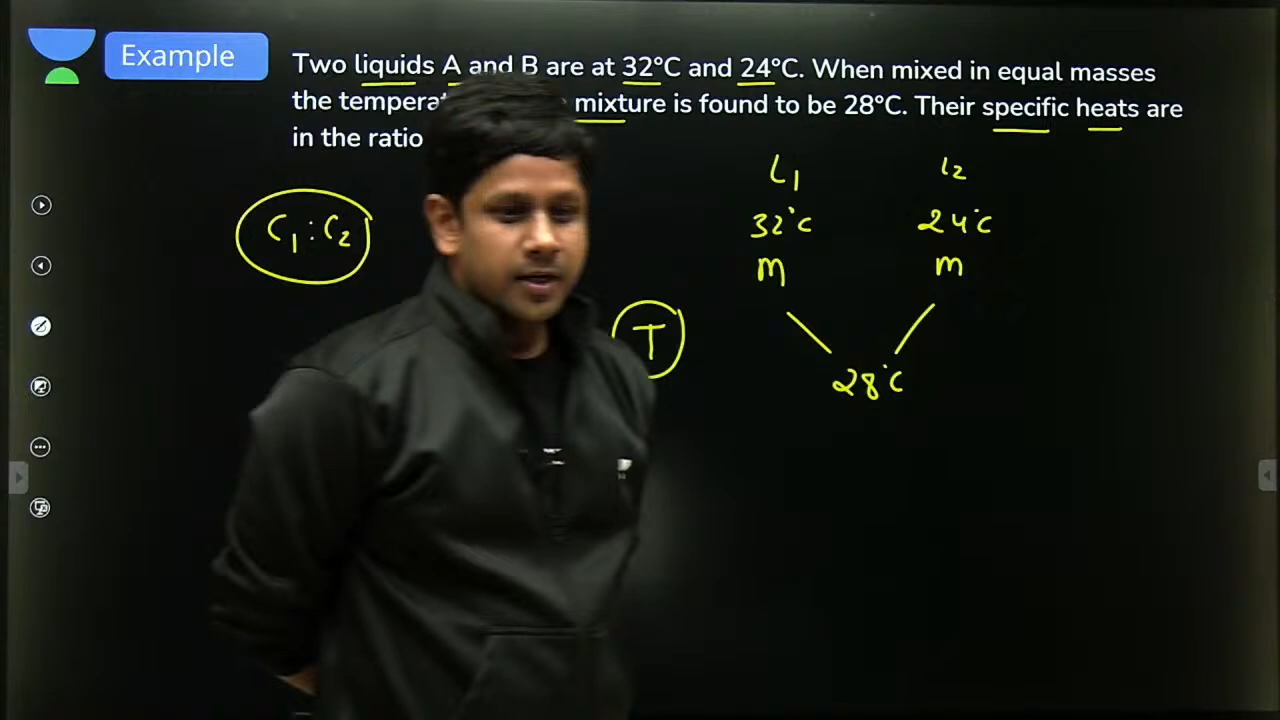 Example
Two liquids A and B are at 32°C and 24°C. When mixed in equal masses
the mixture is found to be 28°C. Their specific heats are
in the ratio
C₁ : C₂
L₁ L₂
32°C 24°C
m m
T
28°C